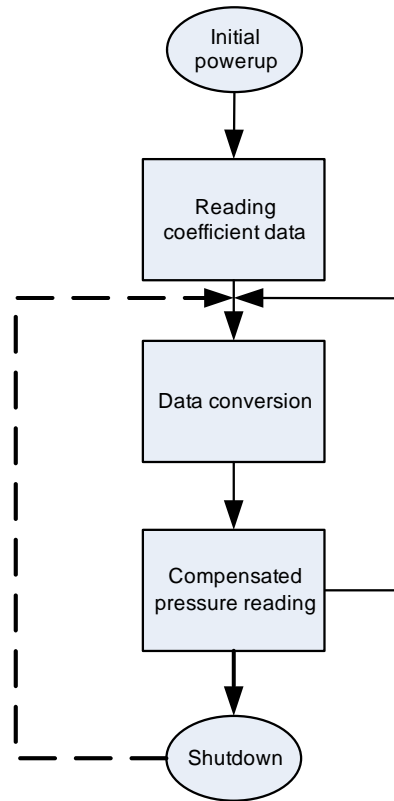 Initial
powerup
Reading
coefficient data
Data conversion
Compensated
pressure reading
Shutdown